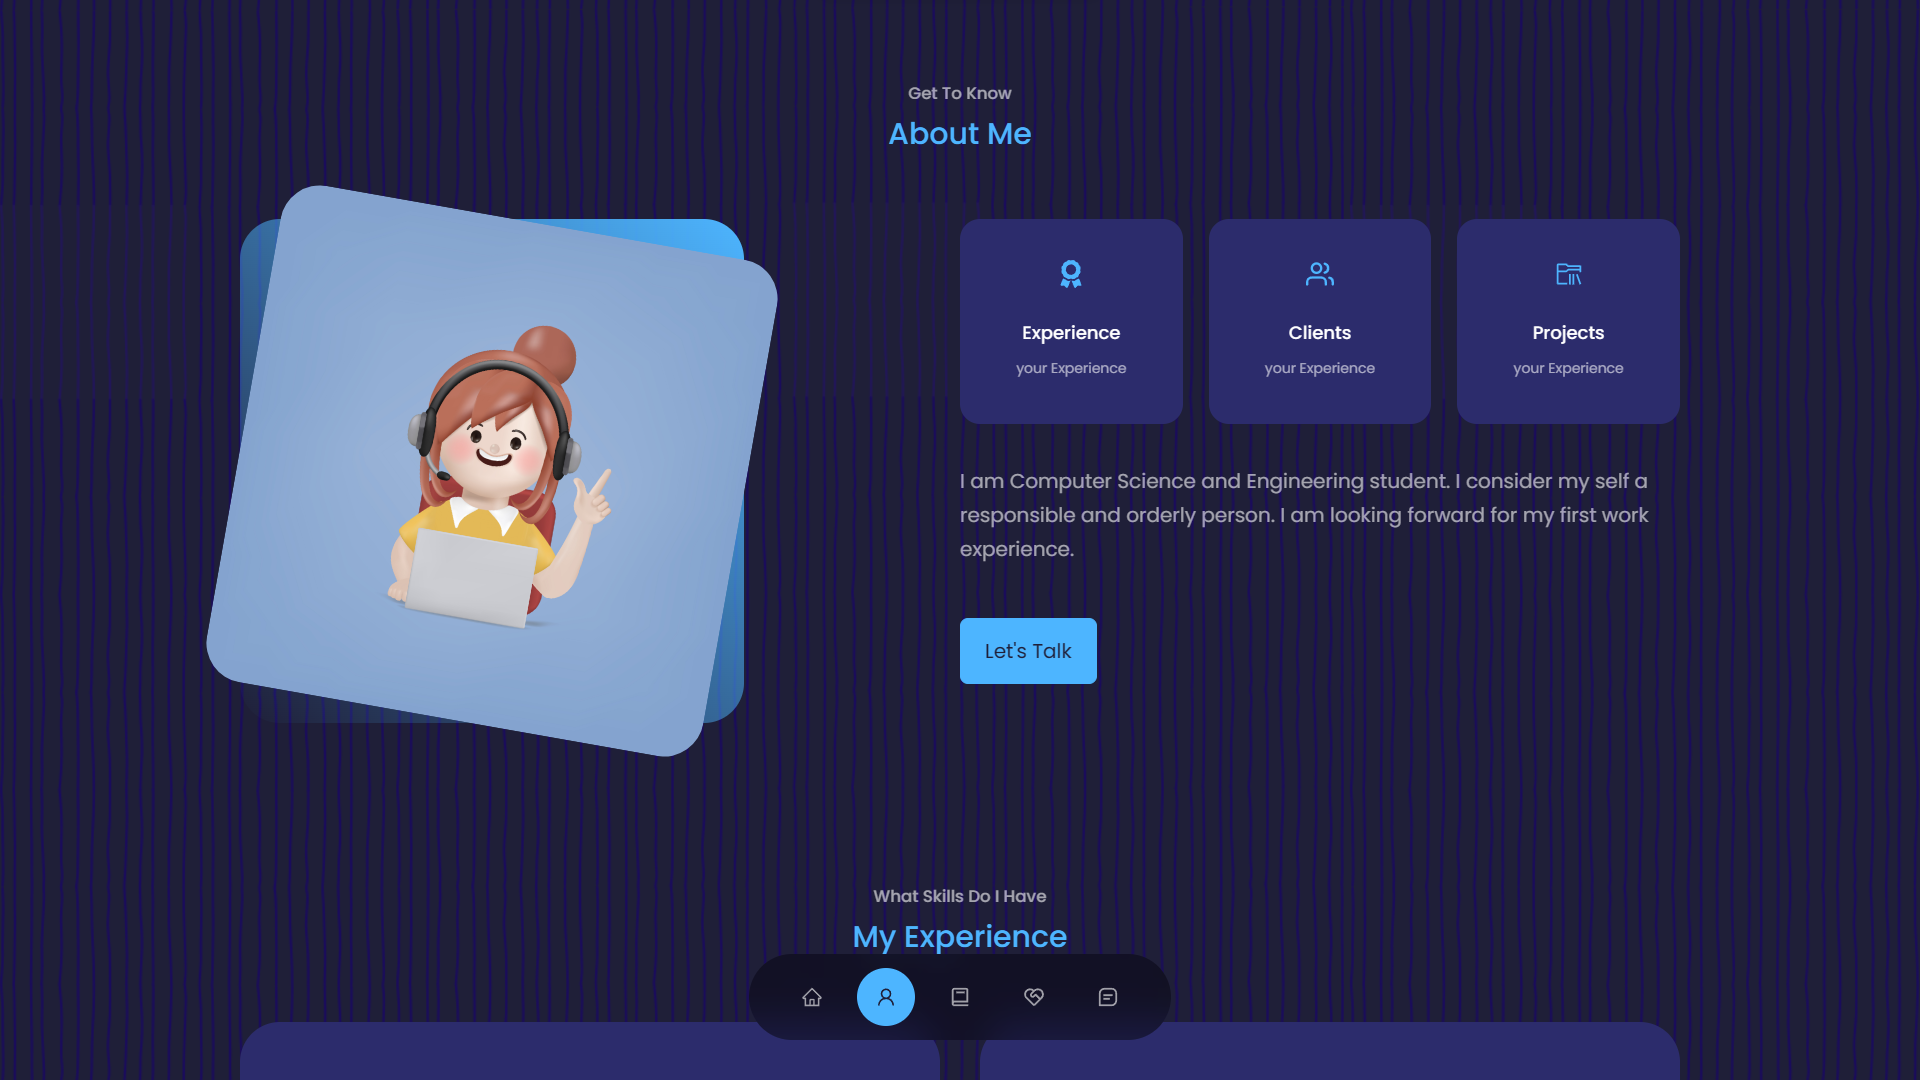 Get To Know
About Me
Experience
your Experience
Clients
your Experience
Projects
your Experience
I am Computer Science and Engineering student. I consider my self a
responsible and orderly person. I am looking forward for my first work
experience.
Let's Talk
What Skills Do I Have
My Experience